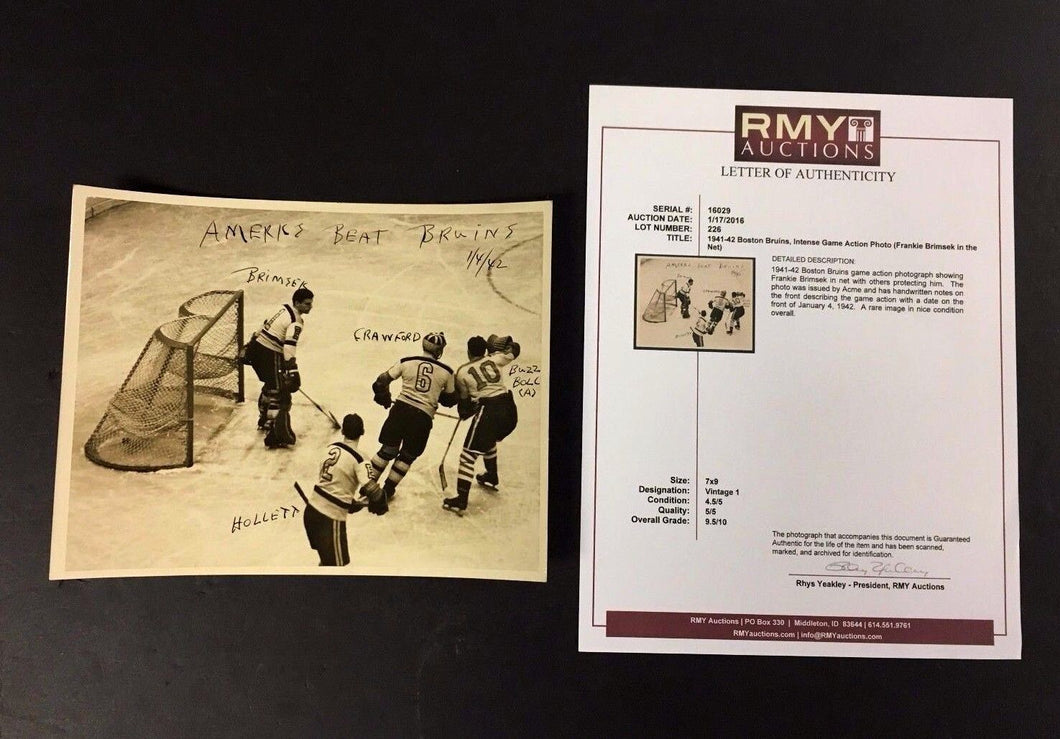 AMERKS BEAT BRUINS
1/4/42
BRIMSEK
CRAWFORD
BUZZ
BOLL
(A)
HOLLETT
6
10
2
RMY
AUCTIONS
LETTER OF AUTHENTICITY
SERIAL #: 16029
AUCTION DATE: 1/17/2016
LOT NUMBER: 226
TITLE: 1941-42 Boston Bruins, Intense Game Action Photo (Frankie Brimsek in the
Net)
DETAILED DESCRIPTION:
1941-42 Boston Bruins game action photograph showing
Frankie Brimsek in net with others protecting him. The
photo was issued by Acme and has handwritten notes on
the front describing the game action with a date on the
front of January 4, 1942. A rare image in nice condition
overall.
AMERKS BEAT BRUINS
Size: 7x9
Designation: Vintage 1
Condition: 4.5/5
Quality: 5/5
Overall Grade: 9.5/10
The photograph that accompanies this document is Guaranteed
Authentic for the life of the item and has been scanned,
marked, and archived for identification.
Rhys Yeakley - President, RMY Auctions
RMY Auctions | PO Box 330 | Middleton, ID 83644 | 614.551.9761
RMYauctions.com | info@RMYauctions.com